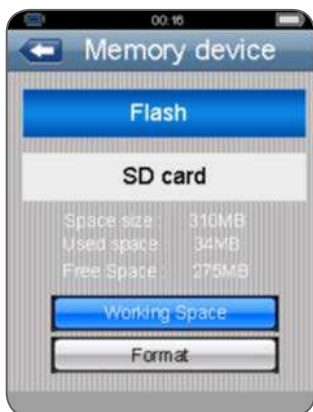 00:16
Memory device
Flash
SD card
Space size : 310MB
Used space : 34MB
Free Space : 275MB
Working Space
Format